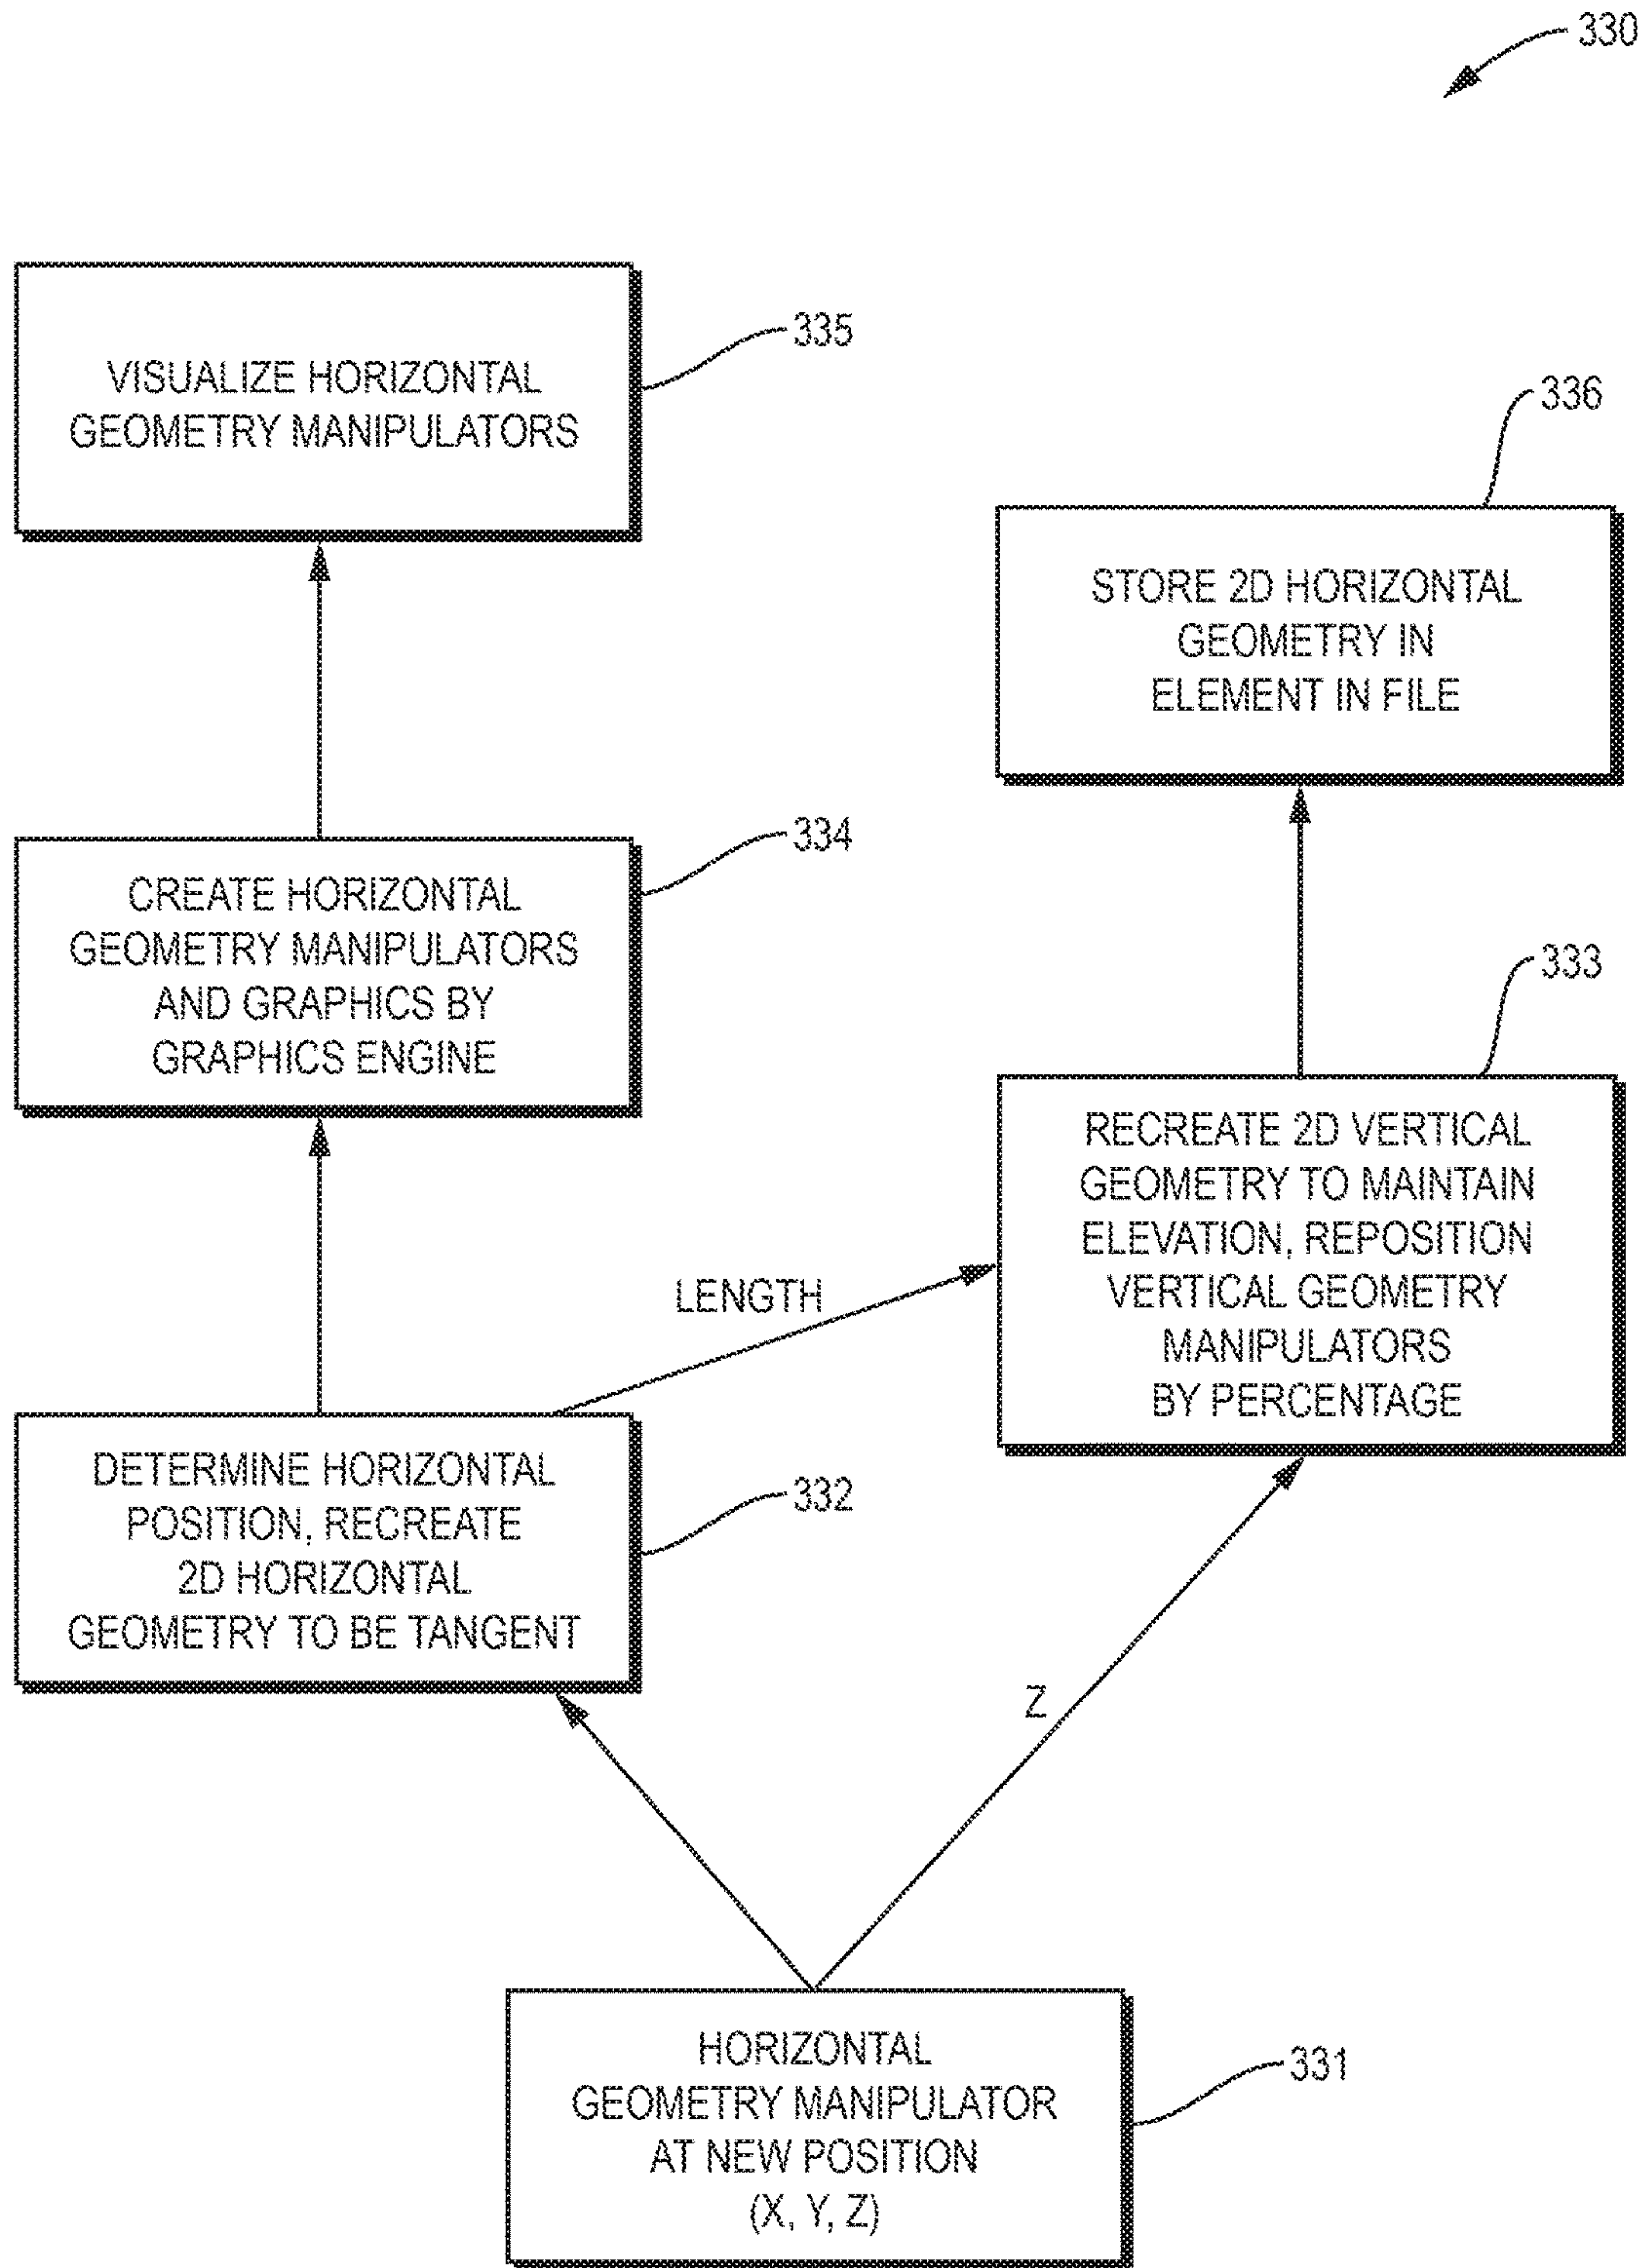 330
VISUALIZE HORIZONTAL
GEOMETRY MANIPULATORS
335
336
STORE 2D HORIZONTAL
GEOMETRY IN
ELEMENT IN FILE
CREATE HORIZONTAL
GEOMETRY MANIPULATORS
AND GRAPHICS BY
GRAPHICS ENGINE
334
333
RECREATE 2D VERTICAL
GEOMETRY TO MAINTAIN
ELEVATION, REPOSITION
VERTICAL GEOMETRY
MANIPULATORS
BY PERCENTAGE
LENGTH
DETERMINE HORIZONTAL
POSITION, RECREATE
2D HORIZONTAL
GEOMETRY TO BE TANGENT
332
Z
HORIZONTAL
GEOMETRY MANIPULATOR
AT NEW POSITION
(X, Y, Z)
331